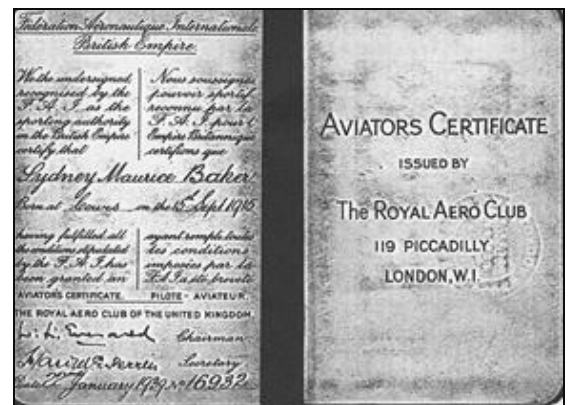 Fédération Aéronautique Internationale
British Empire
We the undersigned
recognised by the
F. A. I. as the
sporting authority
in the British Empire
certify that
Nous soussignés
pouvoir sportif
reconnu par la
F. A. I. pour l'
Empire Britannique
certifions que
Sydney Maurice Baker
Born at Cowes on the 15th Sept 1915
having fulfilled all
the conditions stipulated
by the F. A. I. has
been granted an
AVIATORS CERTIFICATE.
ayant rempli toutes
les conditions
imposées par la
F.A.I. a été breveté
PILOTE - AVIATEUR.
THE ROYAL AERO CLUB OF THE UNITED KINGDOM.
Chairman
Secretary
January 1939 No 16932
AVIATORS CERTIFICATE
ISSUED BY
The ROYAL AERO CLUB
119 PICCADILLY
LONDON, W.1.